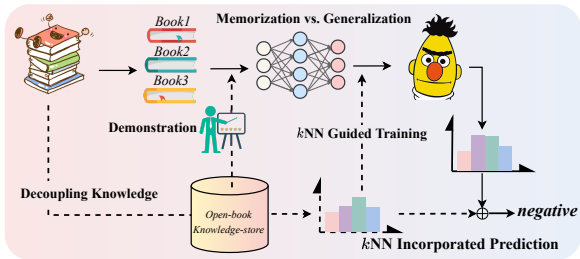 Memorization vs. Generalization
Book1
Book2
Book3
Demonstration
kNN Guided Training
Decoupling Knowledge
Open-book
Knowledge-store
negative
kNN Incorporated Prediction